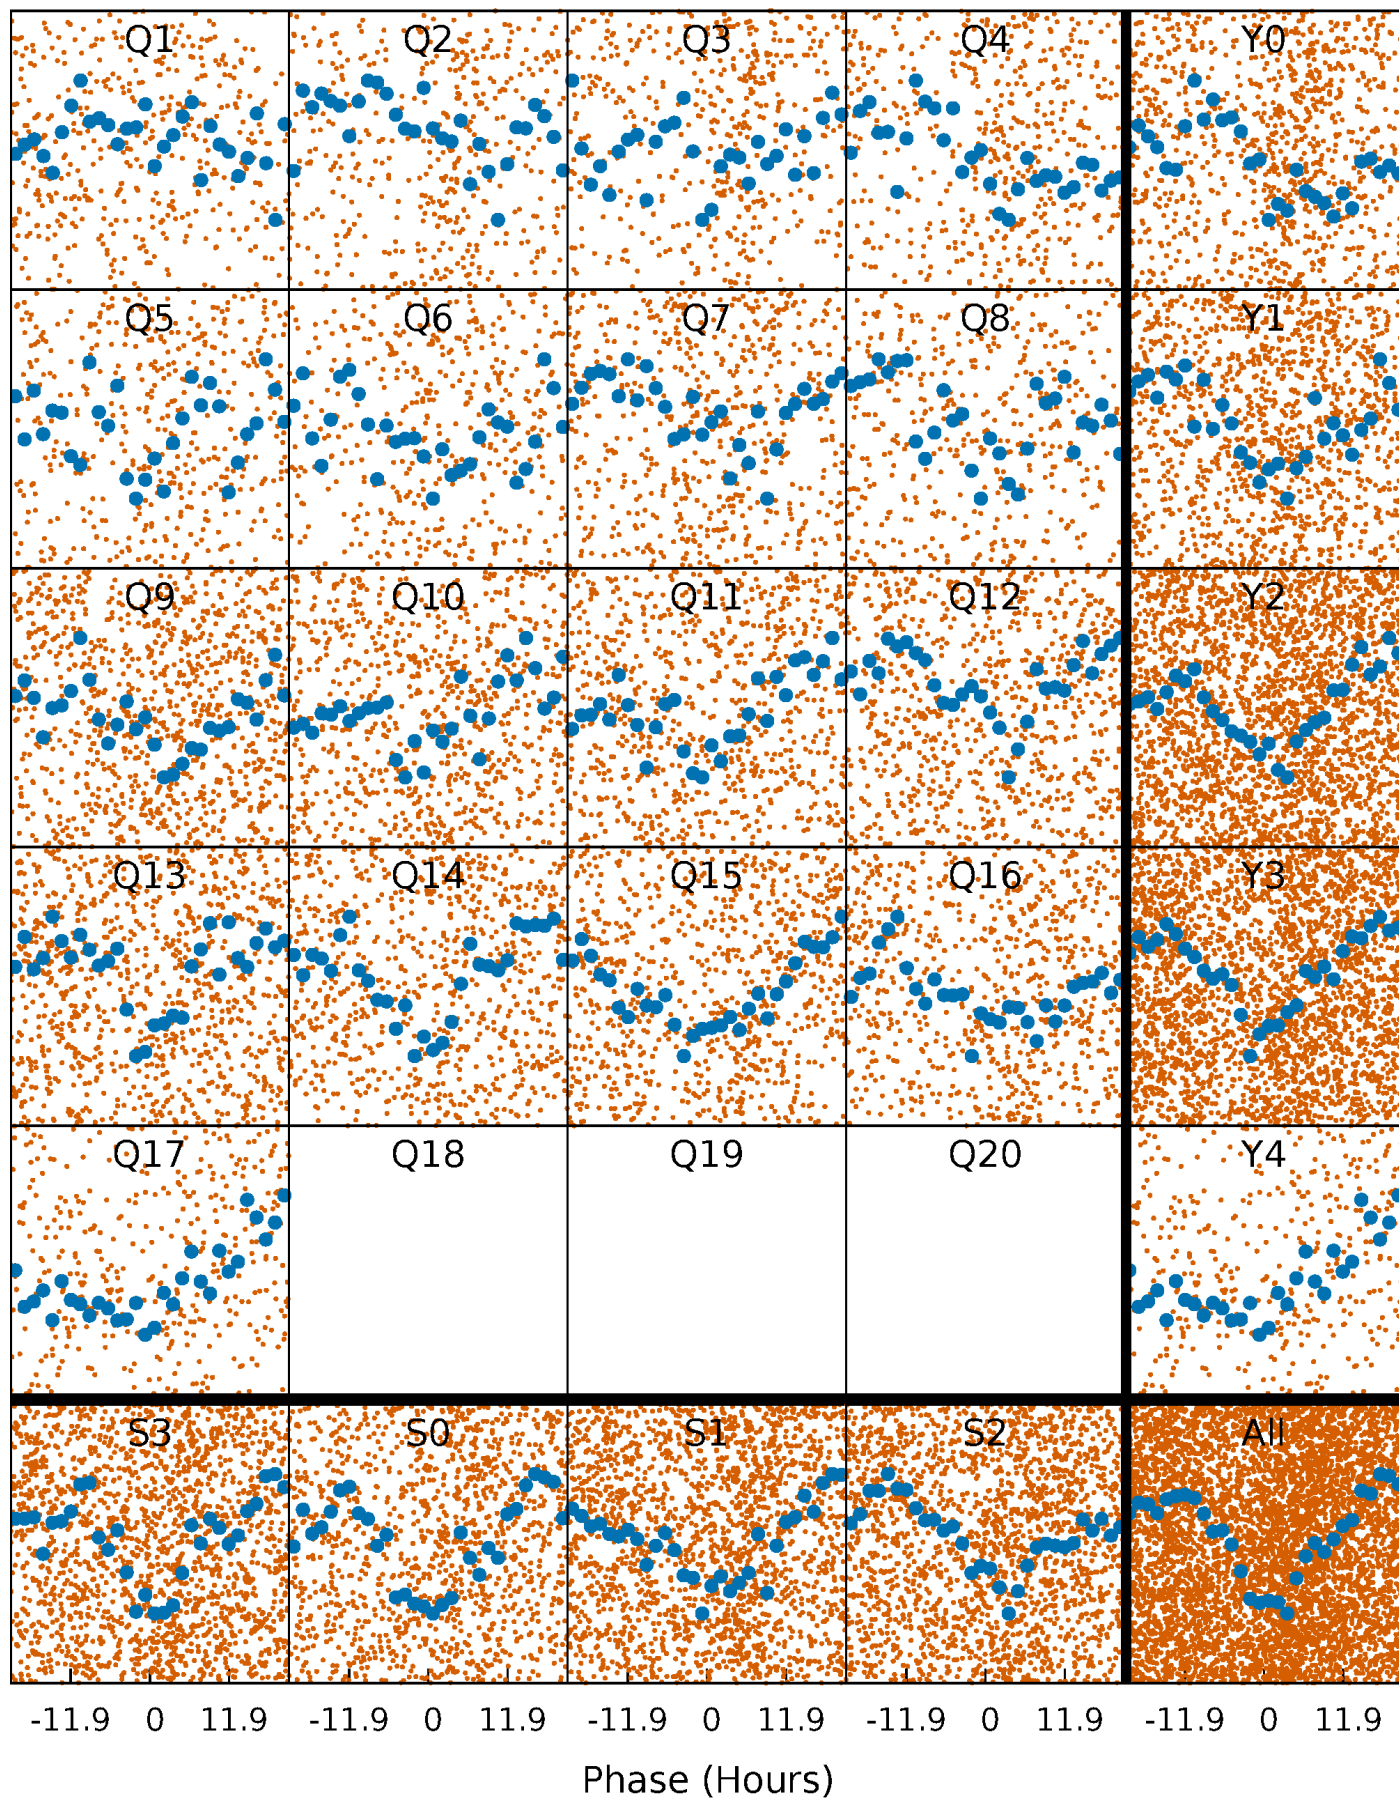 Q1 Q2 Q3 Q4 Y0
Q5 Q6 Q7 Q8 Y1
Q9 Q10 Q11 Q12 Y2
Q13 Q14 Q15 Q16 Y3
Q17 Q18 Q19 Q20 Y4
S3 S0 S1 S2 All
-11.9 0 11.9 -11.9 0 11.9 -11.9 0 11.9 -11.9 0 11.9 -11.9 0 11.9
Phase (Hours)